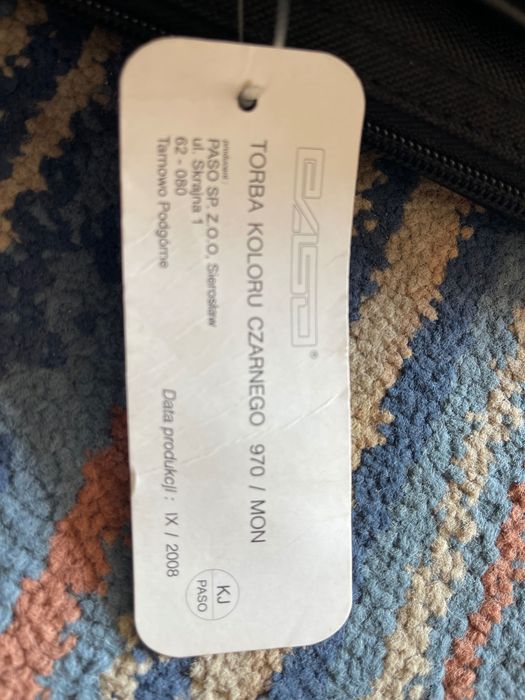 PASO®
TORBA KOLORU CZARNEGO 970 / MON
producent:
PASO SP. Z.O.O, Sierosław
ul. Skrajna 1
62 - 080
Tarnowo Podgórne
Data produkcji : IX / 2008
KJ
PASO